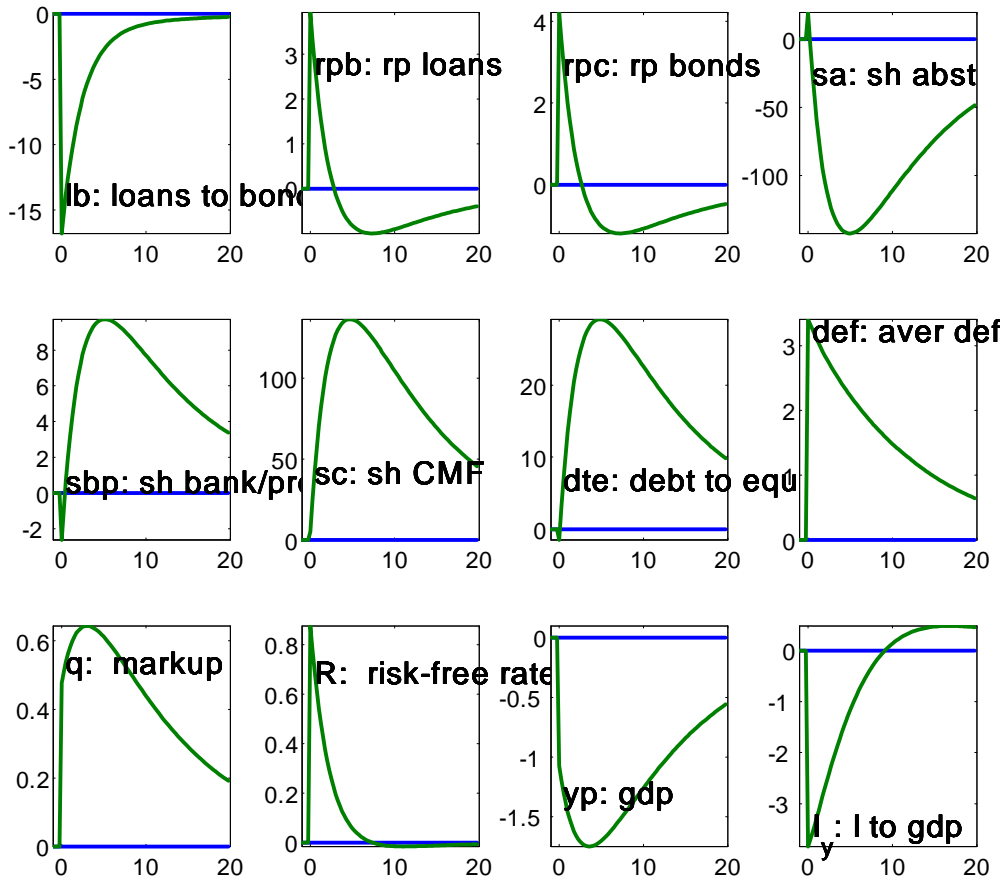 0
-5
-10
-15
lb: loans to bon
0 10 20
3
2
1
0
rpb: rp loans
0 10 20
4
2
0
rpc: rp bonds
0 10 20
0
-50
-100
sa: sh abst
0 10 20
8
6
4
2
0
-2
sbp: sh bank/pr
0 10 20
100
50
0
sc: sh CMF
0 10 20
20
10
0
dte: debt to equ
0 10 20
3
2
1
0
def: aver def
0 10 20
0.6
0.4
0.2
0
q: markup
0 10 20
0.8
0.6
0.4
0.2
0
R: risk-free rate
0 10 20
0
-0.5
-1
-1.5
yp: gdp
0 10 20
0
-1
-2
-3
I y: I to gdp
0 10 20